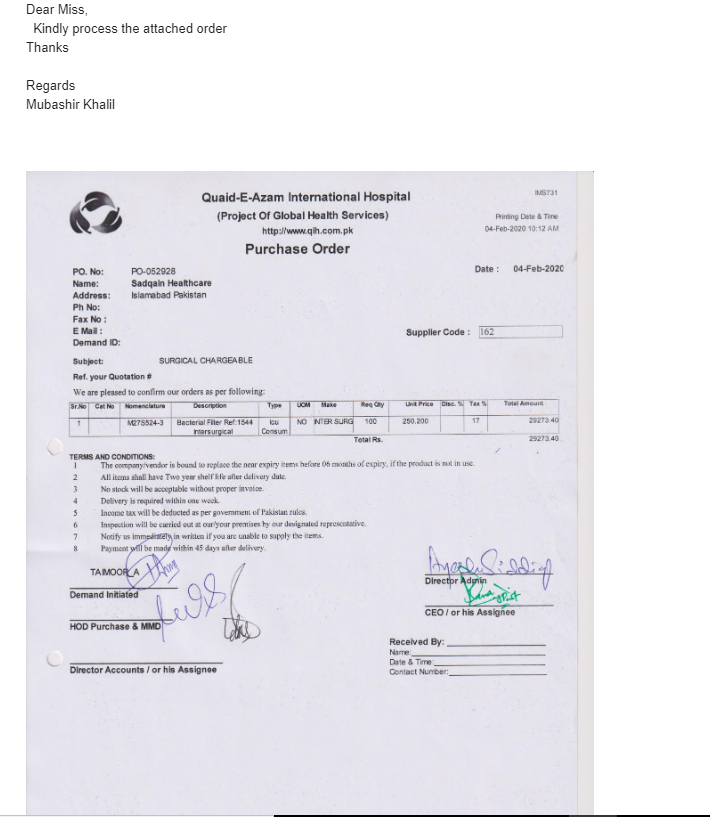 Dear Miss,
Kindly process the attached order
Thanks
Regards
Mubashir Khalil
Quaid-E-Azam International Hospital
IMS731
(Project Of Global Health Services)
Printing Date & Time
http://www.qih.com.pk
04-Feb-2020 10:12 AM
Purchase Order
PO. No: PO-052928
Date : 04-Feb-2020
Name: Sadqain Healthcare
Address: Islamabad Pakistan
Ph No:
Fax No :
E Mail :
Supplier Code : 162
Demand ID:
Subject: SURGICAL CHARGEABLE
Ref. your Quotation #
We are pleased to confirm our orders as per following:
Sr.No Cat No Nomenclature Description Type UOM Make Req Qty Unit Price Disc. % Tax % Total Amount
1 M27S524-3 Bacterial Filter Ref:1544 Icu NO INTER SURG 100 250.200 17 29273.40
Intersurgical Consum
Total Rs. 29273.40
TERMS AND CONDITIONS:
1 The company/vendor is bound to replace the near expiry items before 06 months of expiry, if the product is not in use.
2 All items shall have Two year shelf life after delivery date.
3 No stock will be acceptable without proper invoice.
4 Delivery is required within one week.
5 Income tax will be deducted as per government of Pakistan rules.
6 Inspection will be carried out at our/your premises by our designated representative.
7 Notify us immediately in written if you are unable to supply the items.
8 Payment will be made within 45 days after delivery.
TAIMOOR.A
Demand Initiated
Director Admin
HOD Purchase & MMD
CEO / or his Assignee
Received By:
Name:
Date & Time:
Contact Number:
Director Accounts / or his Assignee